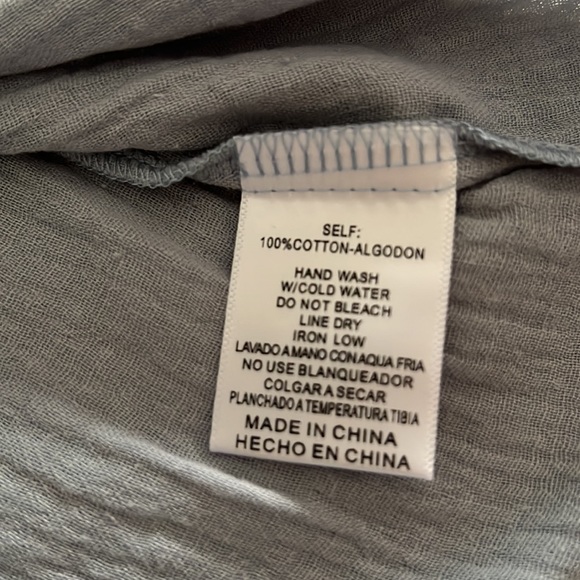 SELF:
100%COTTON-ALGODON
HAND WASH
W/COLD WATER
DO NOT BLEACH
LINE DRY
IRON LOW
LAVADO A MANO CON AQUA FRIA
NO USE BLANQUEADOR
COLGAR A SECAR
PLANCHADO A TEMPERATURA TIBIA
MADE IN CHINA
HECHO EN CHINA